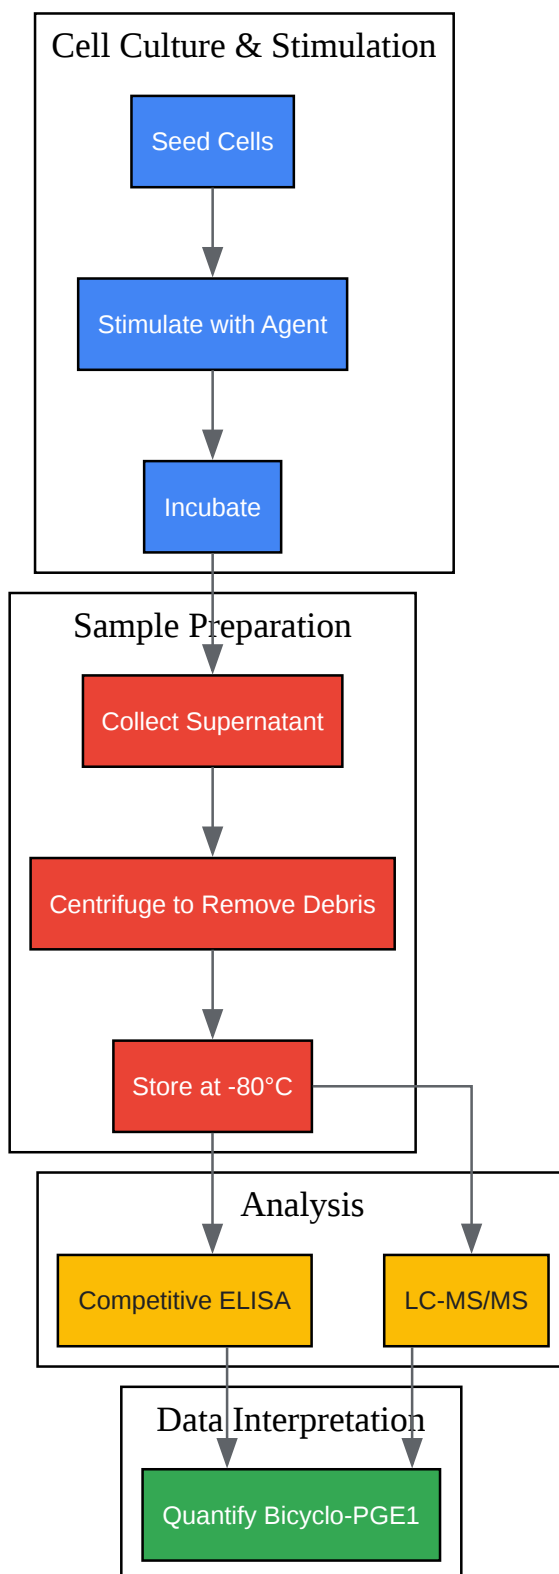 Cell Culture & Stimulation
Seed Cells
Stimulate with Agent
Incubate
Sample Preparation
Collect Supernatant
Centrifuge to Remove Debris
Store at -80°C
Analysis
Competitive ELISA
LC-MS/MS
Data Interpretation
Quantify Bicyclo-PGE1